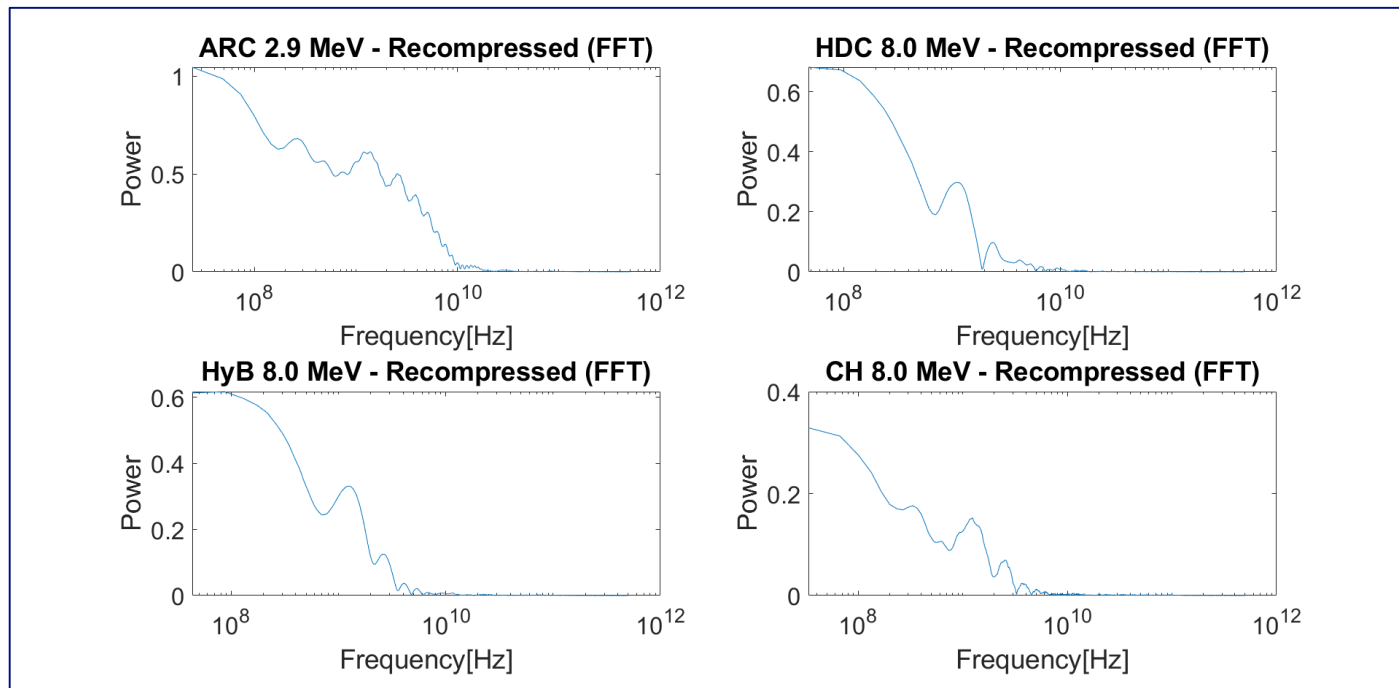 ARC 2.9 MeV - Recompressed (FFT)
1
0.5
0
Power
10^8
10^10
10^12
Frequency[Hz]
HDC 8.0 MeV - Recompressed (FFT)
0.6
0.4
0.2
0
Power
10^8
10^10
10^12
Frequency[Hz]
HyB 8.0 MeV - Recompressed (FFT)
0.6
0.4
0.2
0
Power
10^8
10^10
10^12
Frequency[Hz]
CH 8.0 MeV - Recompressed (FFT)
0.4
0.2
0
Power
10^8
10^10
10^12
Frequency[Hz]